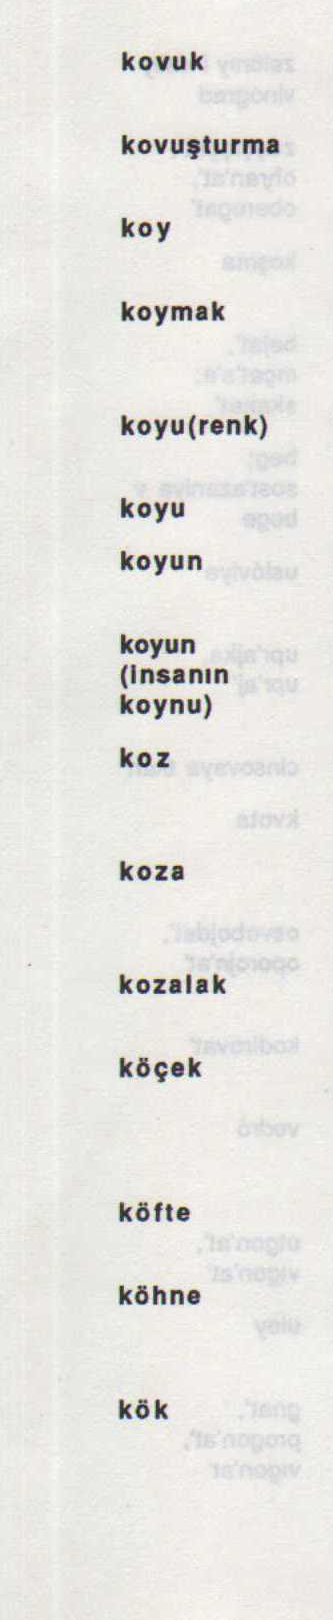 kovuk
kovuşturma
koy
koymak
koyu(renk)
koyu
koyun
koyun
(insanın
koynu)
koz
koza
kozalak
köçek
köfte
köhne
kök